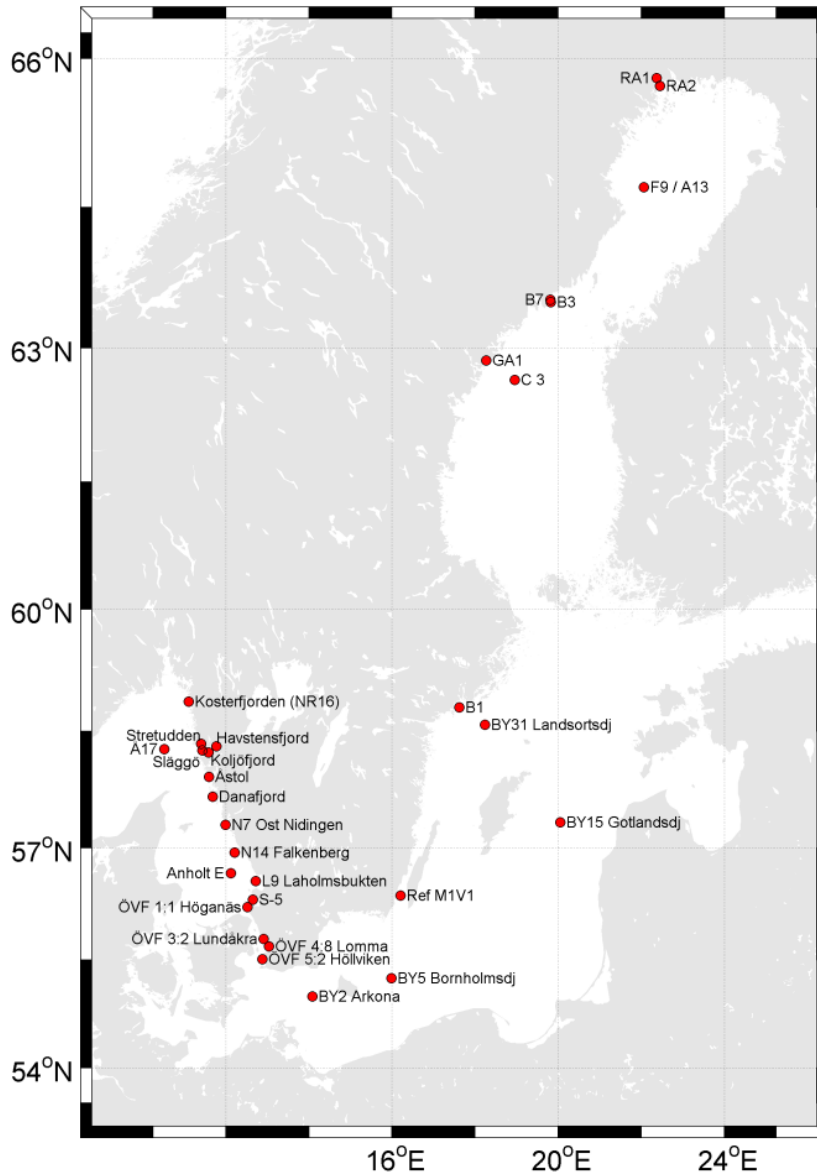 66°N
RA1
RA2
F9 / A13
B7
B3
63°N
GA1
C 3
60°N
Kosterfjorden (NR16)
B1
BY31 Landsortsdj
Stretudden
Havstensfjord
A17
Släggö
Koljöfjord
Åstol
Danafjord
N7 Ost Nidingen
BY15 Gotlandsdj
57°N
N14 Falkenberg
Anholt E
L9 Laholmsbukten
Ref M1V1
S-5
ÖVF 1:1 Höganäs
ÖVF 3:2 Lundåkra
ÖVF 4:8 Lomma
ÖVF 5:2 Höllviken
BY5 Bornholmsdj
BY2 Arkona
54°N
16°E
20°E
24°E